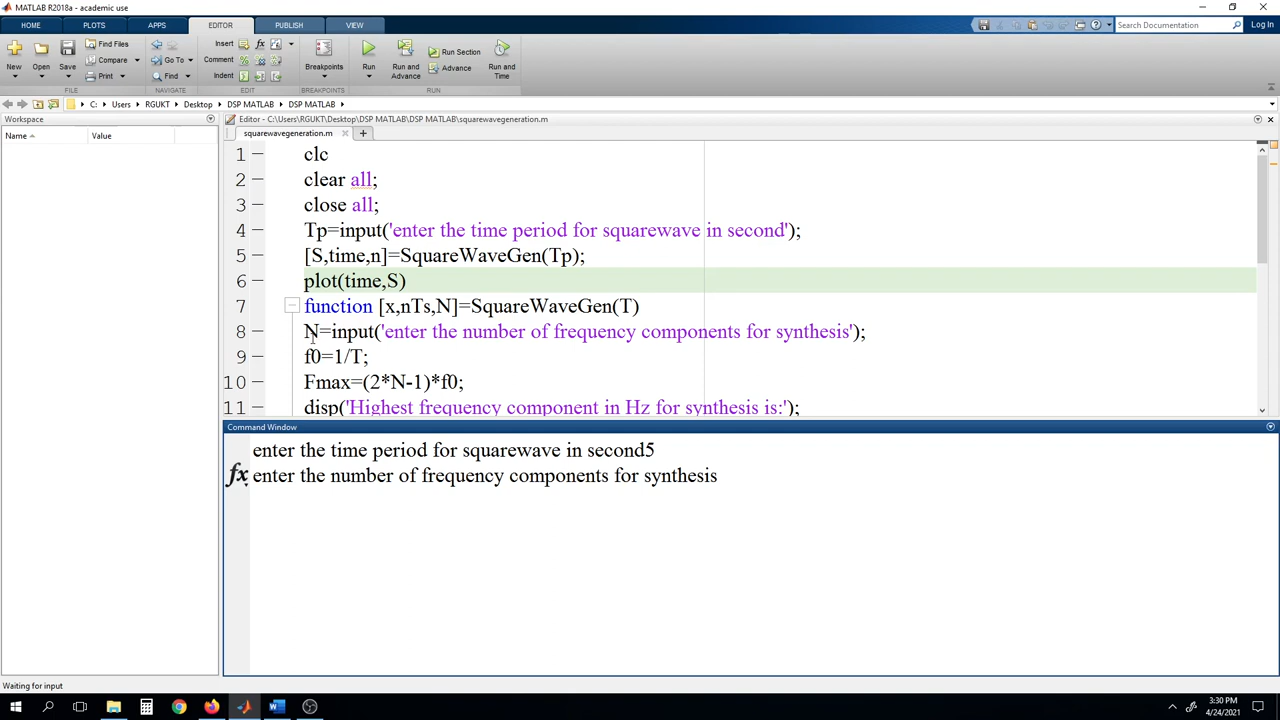 MATLAB R2018a - academic use
HOME PLOTS APPS EDITOR PUBLISH VIEW
Search Documentation Log In
New Open Save Find Files Compare Print
Go To Find
Insert fx Comment Indent
Breakpoints Run Run and Advance Run Section Advance Run and Time
FILE NAVIGATE EDIT BREAKPOINTS RUN
C: Users RGUKT Desktop DSP MATLAB DSP MATLAB
Workspace
Name Value
Editor - C:\Users\RGUKT\Desktop\DSP MATLAB\DSP MATLAB\squarewavegeneration.m
squarewavegeneration.m
1 clc
2 clear all;
3 close all;
4 Tp=input('enter the time period for squarewave in second');
5 [S,time,n]=SquareWaveGen(Tp);
6 plot(time,S)
7 function [x,nTs,N]=SquareWaveGen(T)
8 N=input('enter the number of frequency components for synthesis');
9 f0=1/T;
10 Fmax=(2*N-1)*f0;
11 disp('Highest frequency component in Hz for synthesis is:');
Command Window
enter the time period for squarewave in second5
fx enter the number of frequency components for synthesis
Waiting for input
3:30 PM
4/24/2021